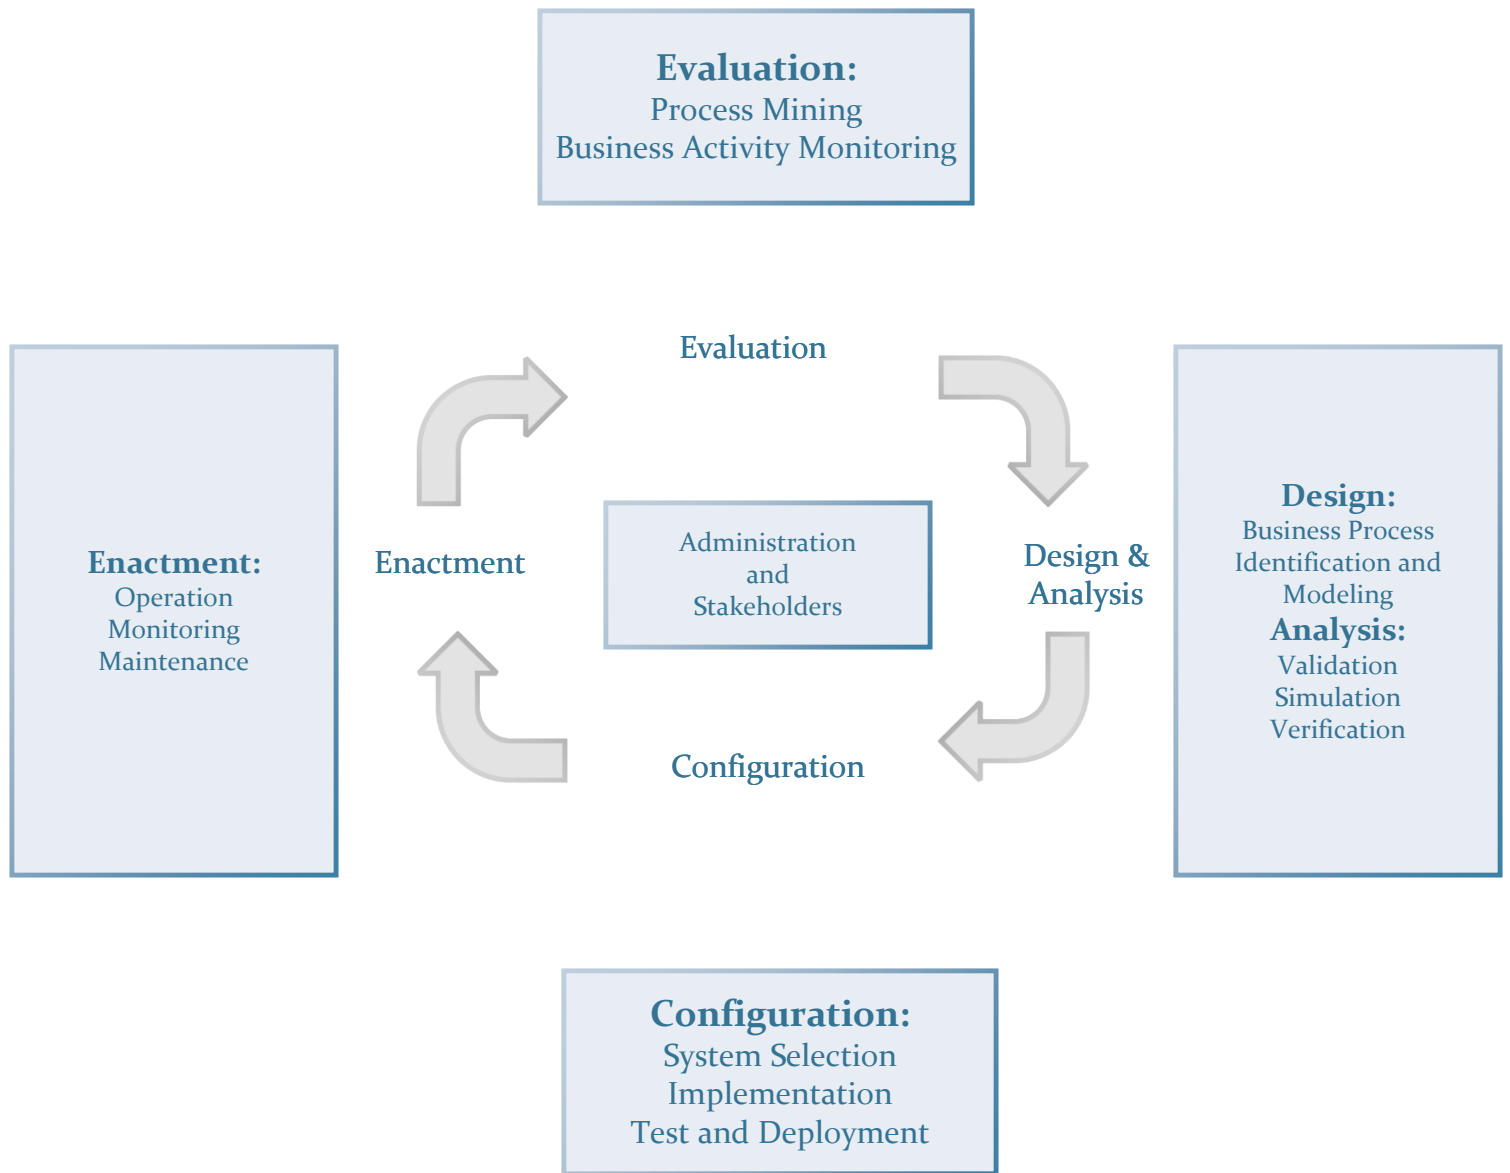 Evaluation:
Process Mining
Business Activity Monitoring
Evaluation
Enactment:
Operation
Monitoring
Maintenance
Enactment
Administration
and
Stakeholders
Design &
Analysis
Design:
Business Process
Identification and
Modeling
Analysis:
Validation
Simulation
Verification
Configuration
Configuration:
System Selection
Implementation
Test and Deployment